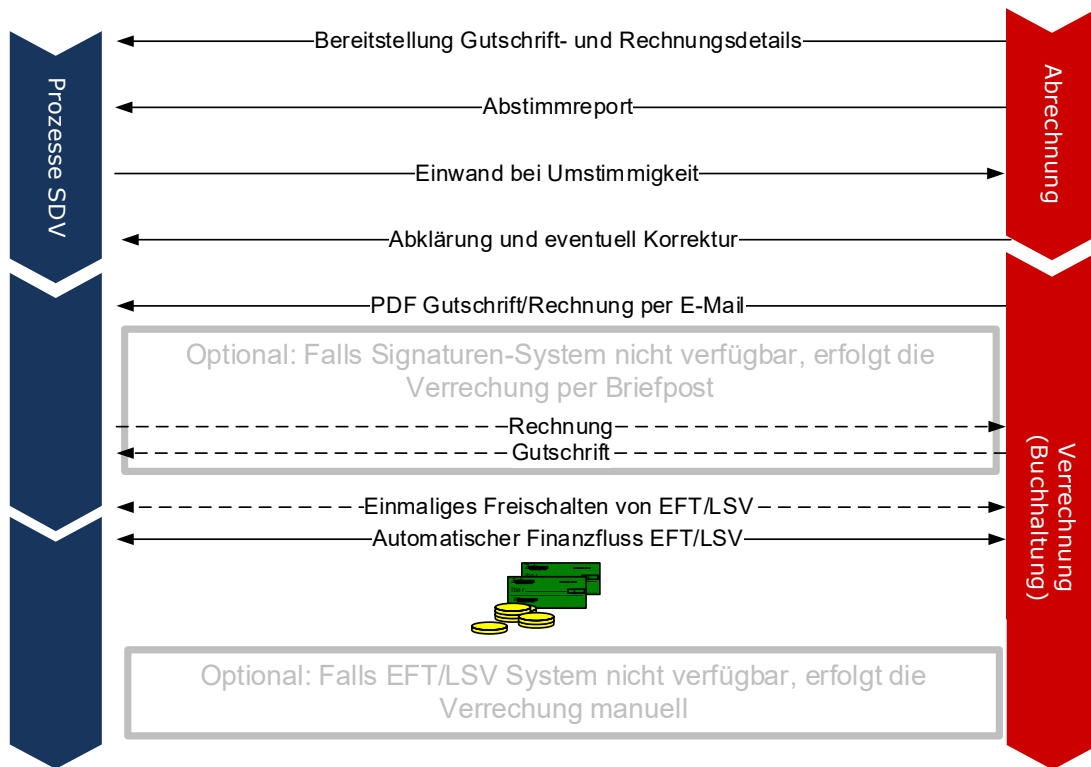 Bereitstellung Gutschrift- und Rechnungsdetails
Prozesse SDV
Abrechnung
Abstimmreport
Einwand bei Umstimmigkeit
Abklärung und eventuell Korrektur
PDF Gutschrift/Rechnung per E-Mail
Optional: Falls Signaturen-System nicht verfügbar, erfolgt die
Verrechung per Briefpost
Rechnung
Gutschrift
Verrechnung
(Buchhaltung)
Einmaliges Freischalten von EFT/LSV
Automatischer Finanzfluss EFT/LSV
Optional: Falls EFT/LSV System nicht verfügbar, erfolgt die
Verrechung manuell